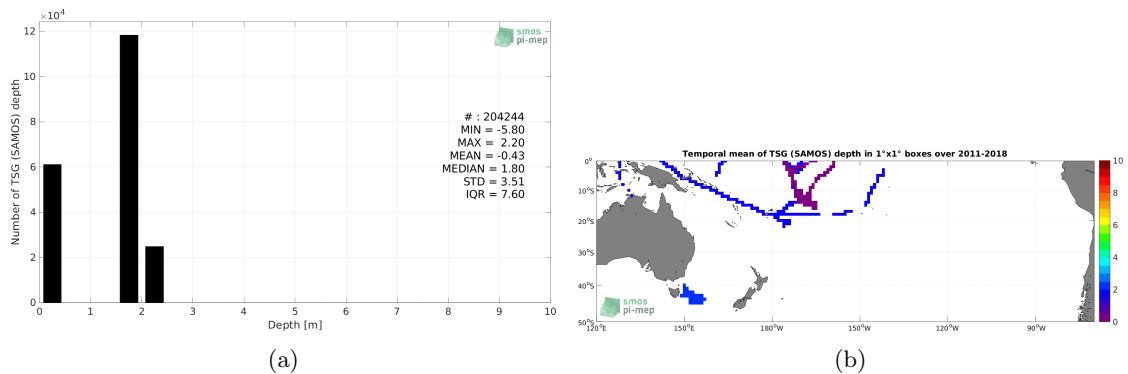 ×10⁴
12
10
8
6
4
2
0
Number of TSG (SAMOS) depth
smos
pi-mep
# : 204244
MIN = -5.80
MAX = 2.20
MEAN = -0.43
MEDIAN = 1.80
STD = 3.51
IQR = 7.60
0 1 2 3 4 5 6 7 8 9 10
Depth [m]
(a)
Temporal mean of TSG (SAMOS) depth in 1°x1° boxes over 2011-2018
0°
10°S
20°S
30°S
40°S
50°S
smos
pi-mep
120°E 150°E 180°W 150°W 120°W 90°W
10
8
6
4
2
0
(b)